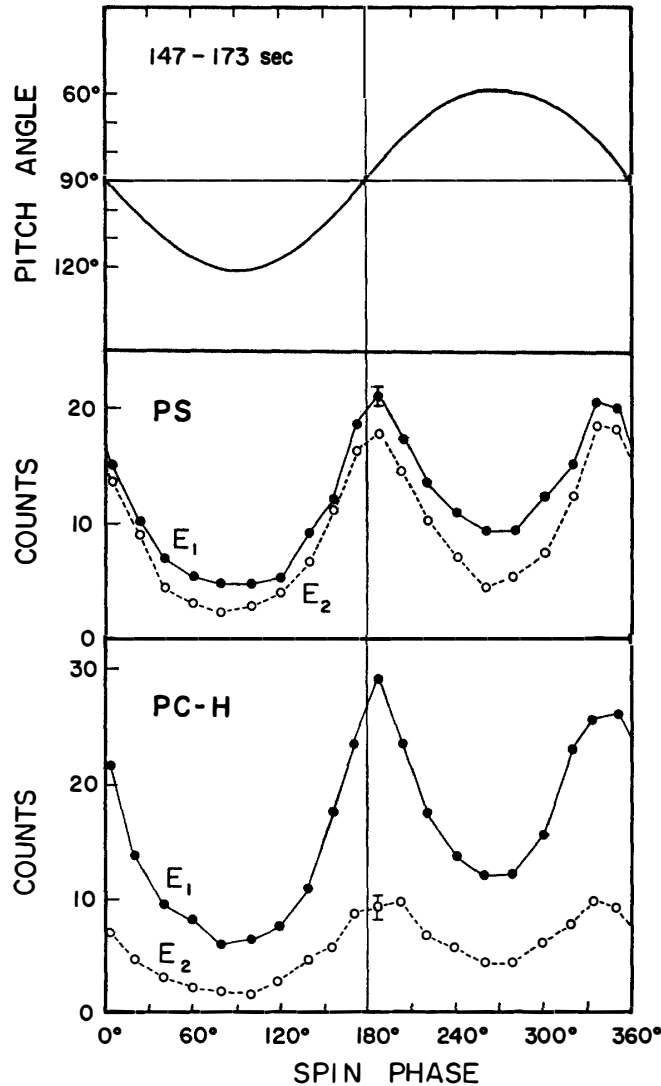 147 – 173 sec
PITCH ANGLE
60°
90°
120°
PS
COUNTS
20
10
0
E₁
E₂
PC-H
COUNTS
30
20
10
0
E₁
E₂
0° 60° 120° 180° 240° 300° 360°
SPIN PHASE